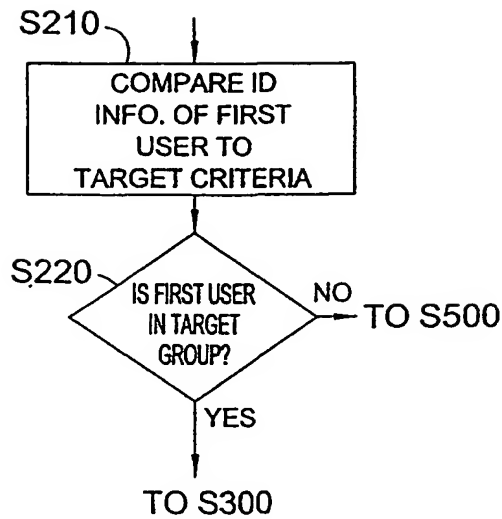 S210
COMPARE ID
INFO. OF FIRST
USER TO
TARGET CRITERIA
S220
IS FIRST USER
IN TARGET
GROUP?
NO
TO S500
YES
TO S300